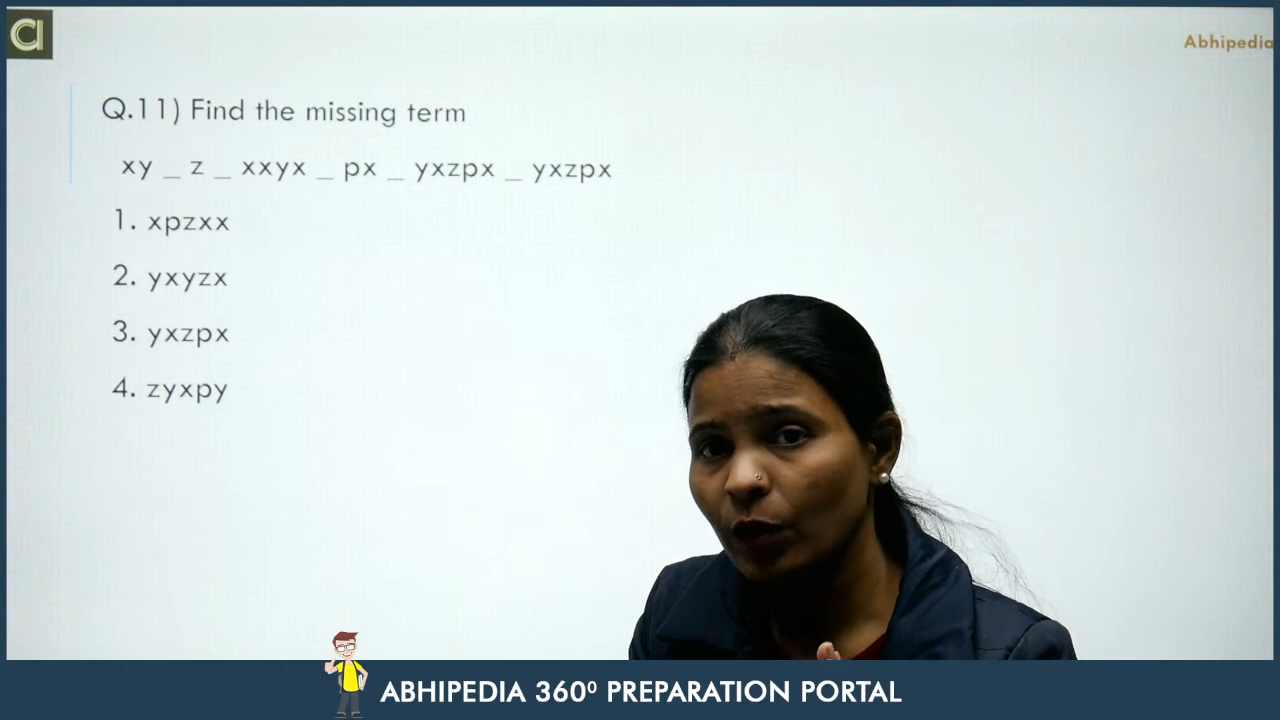 Abhipedia
Q.11) Find the missing term
xy _ z _ xxyx _ px _ yxzpx _ yxzpx
1. xpzxx
2. yxyzx
3. yxzpx
4. zyxpy
ABHIPEDIA 360⁰ PREPARATION PORTAL